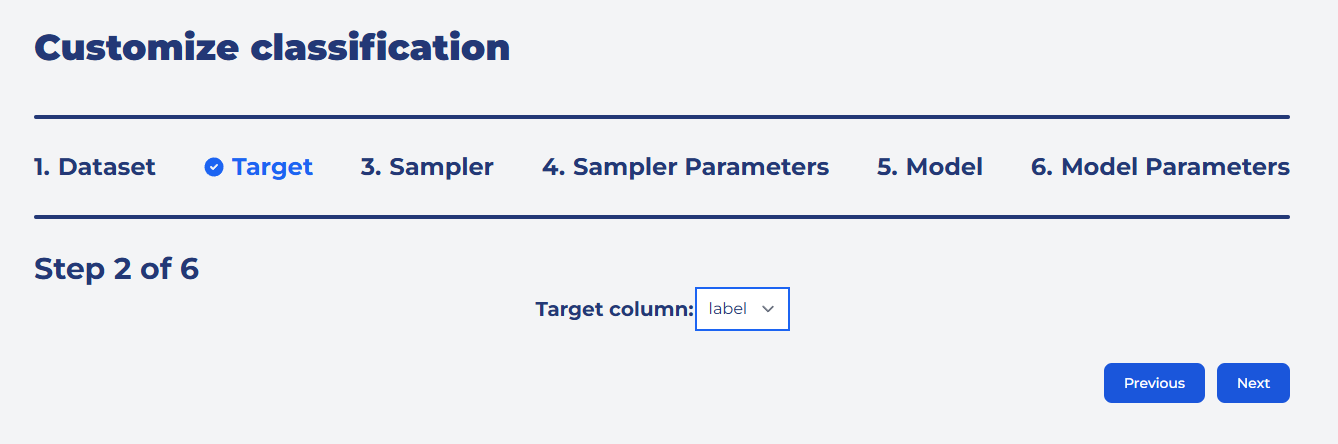 Customize classification
1. Dataset Target 3. Sampler 4. Sampler Parameters 5. Model 6. Model Parameters
Step 2 of 6
Target column: label
Previous Next